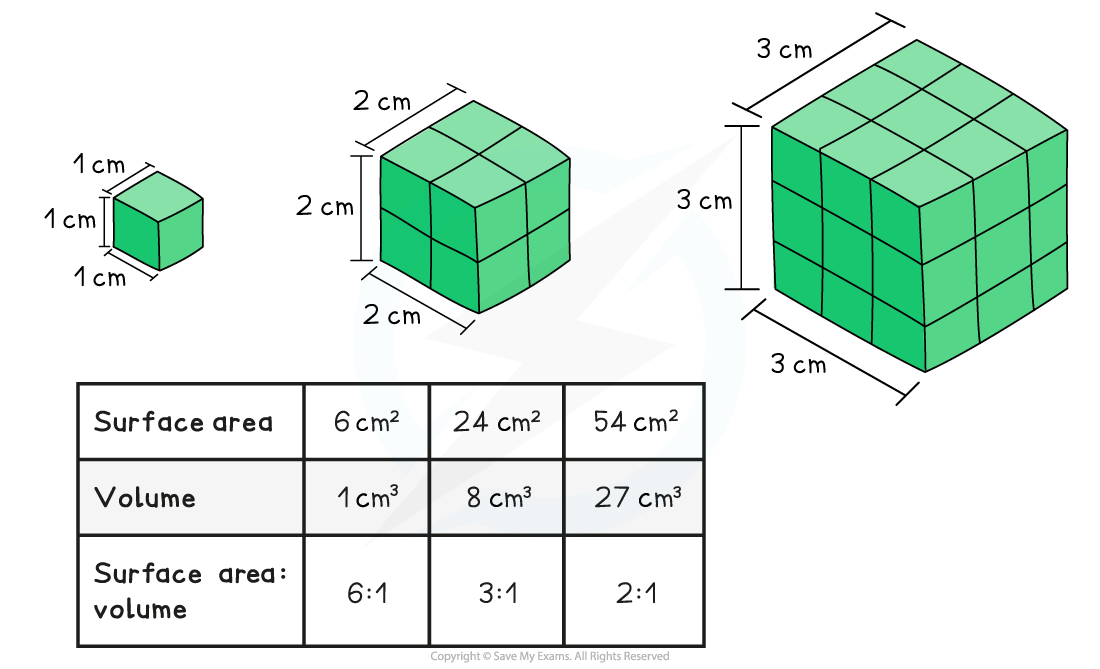 1 cm
1 cm
1 cm
2 cm
2 cm
2 cm
3 cm
3 cm
3 cm
Surface area 6 cm² 24 cm² 54 cm²
Volume 1 cm³ 8 cm³ 27 cm³
Surface area:
volume 6:1 3:1 2:1
Copyright © Save My Exams. All Rights Reserved